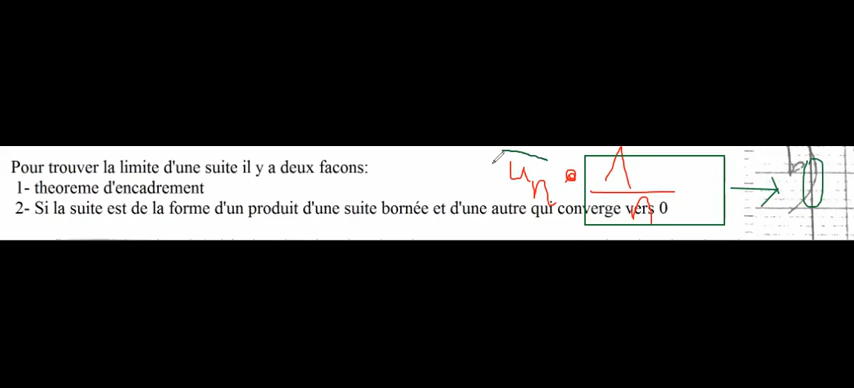 Pour trouver la limite d'une suite il y a deux facons:
1- theoreme d'encadrement
2- Si la suite est de la forme d'un produit d'une suite bornée et d'une autre qui converge vers 0
un • 1/n → 0